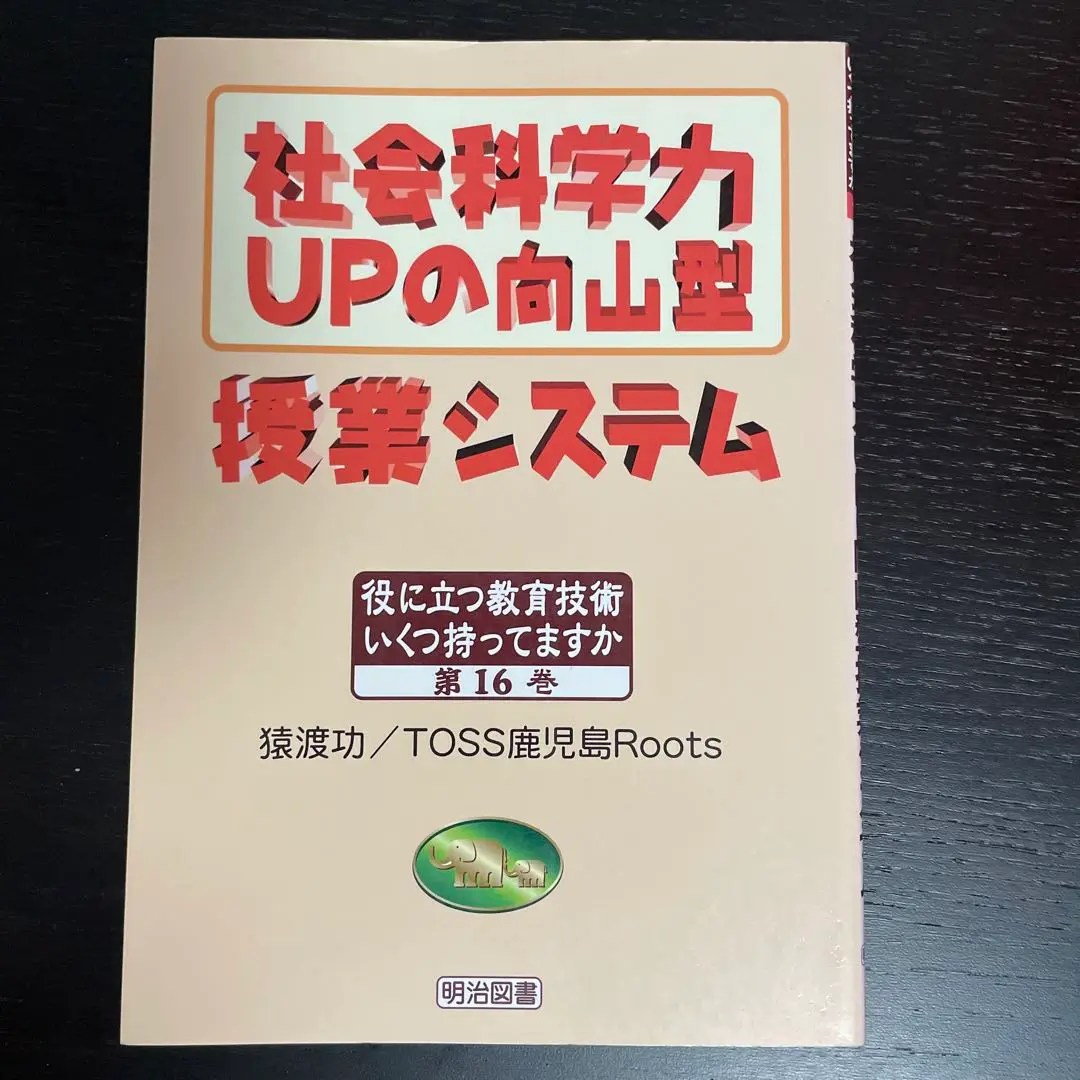 社会科学力
UPの向山型
授業システム
役に立つ教育技術
いくつ持ってますか
第16巻
猿渡功／TOSS鹿児島Roots
明治図書